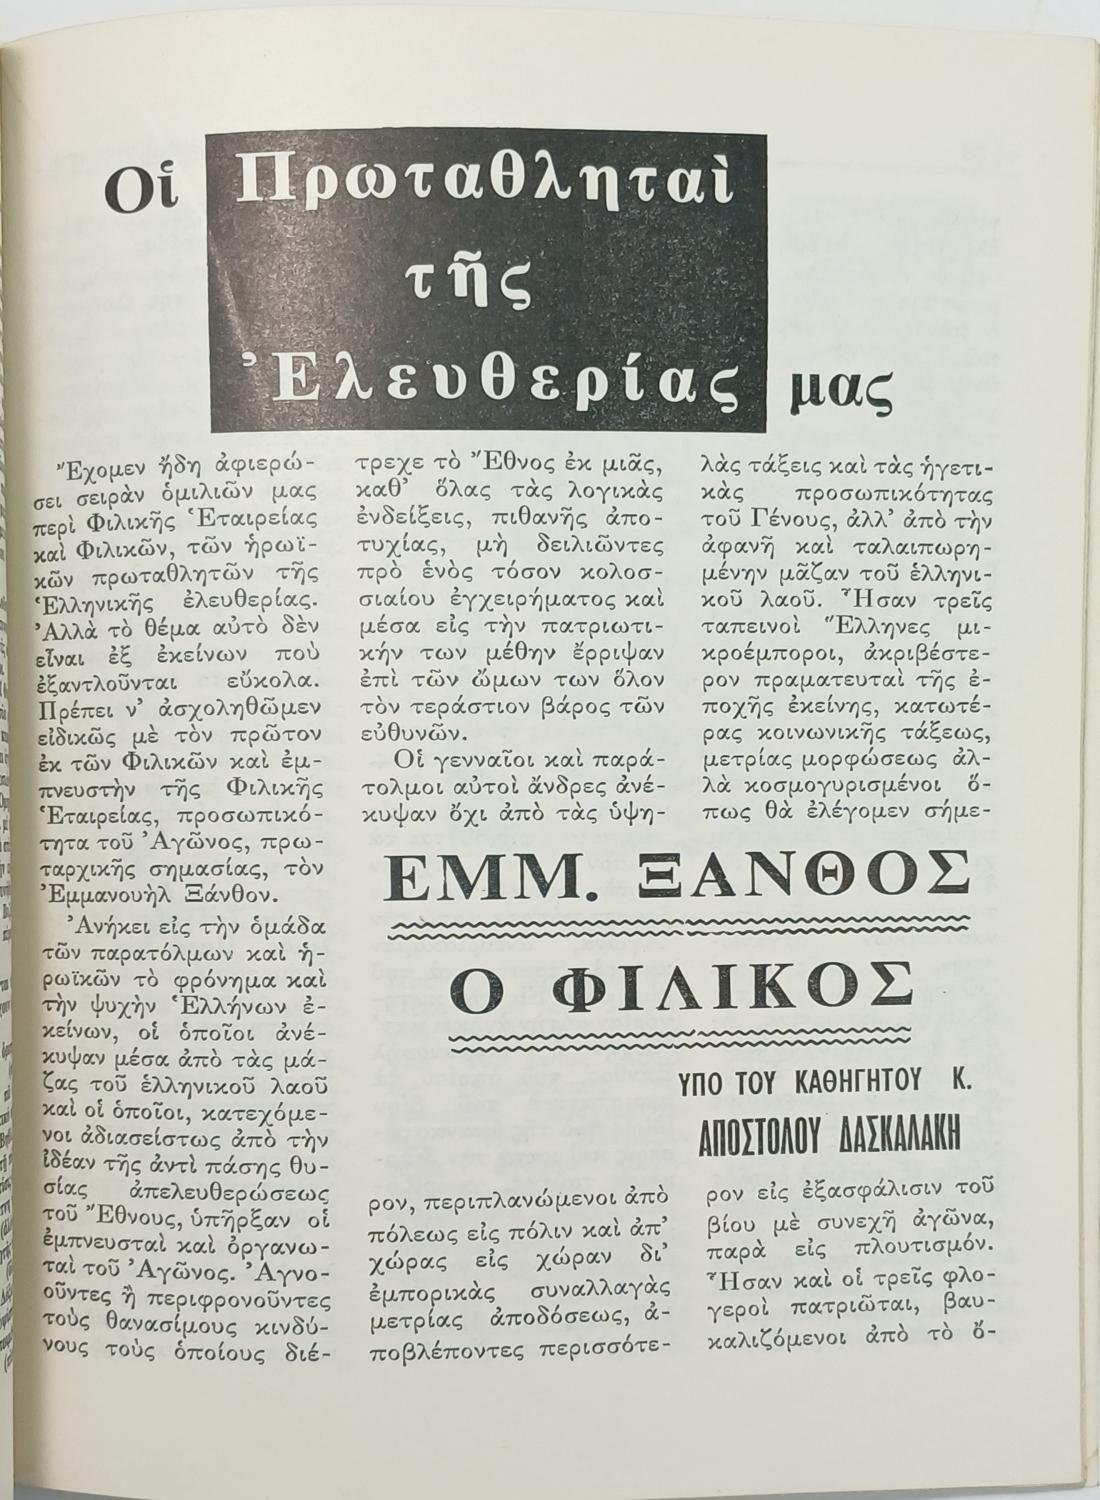 Οἱ Πρωταθληταὶ
τῆς
Ἐλευθερίας μας
Ἔχομεν ἤδη ἀφιερώ-
σει σειρὰν ὁμιλιῶν μας
περὶ Φιλικῆς Ἑταιρείας
καὶ Φιλικῶν, τῶν ἡρωϊ-
κῶν πρωταθλητῶν τῆς
Ἑλληνικῆς ἐλευθερίας.
Ἀλλὰ τὸ θέμα αὐτὸ δὲν
εἶναι ἐξ ἐκείνων ποὺ
ἐξαντλοῦνται εὔκολα.
Πρέπει ν' ἀσχοληθῶμεν
εἰδικῶς μὲ τὸν πρῶτον
ἐκ τῶν Φιλικῶν καὶ ἐμ-
πνευστὴν τῆς Φιλικῆς
Ἑταιρείας, προσωπικό-
τητα τοῦ Ἀγῶνος, πρω-
ταρχικῆς σημασίας, τὸν
Ἐμμανουὴλ Ξάνθον.
Ἀνήκει εἰς τὴν ὁμάδα
τῶν παρατόλμων καὶ ἡ-
ρωϊκῶν τὸ φρόνημα καὶ
τὴν ψυχὴν Ἑλλήνων ἐ-
κείνων, οἱ ὁποῖοι ἀνέ-
κυψαν μέσα ἀπὸ τὰς μά-
ζας τοῦ ἑλληνικοῦ λαοῦ
καὶ οἱ ὁποῖοι, κατεχόμε-
νοι ἀδιασείστως ἀπὸ τὴν
ἰδέαν τῆς ἀντὶ πάσης θυ-
σίας ἀπελευθερώσεως
τοῦ Ἔθνους, ὑπῆρξαν οἱ
ἐμπνευσταὶ καὶ ὀργανω-
ταὶ τοῦ Ἀγῶνος. Ἀγνο-
οῦντες ἢ περιφρονοῦντες
τοὺς θανασίμους κινδύ-
νους τοὺς ὁποίους διέ-
τρεχε τὸ Ἔθνος ἐκ μιᾶς,
καθ' ὅλας τὰς λογικὰς
ἐνδείξεις, πιθανῆς ἀπο-
τυχίας, μὴ δειλιῶντες
πρὸ ἑνὸς τόσον κολοσ-
σιαίου ἐγχειρήματος καὶ
μέσα εἰς τὴν πατριωτι-
κήν των μέθην ἔρριψαν
ἐπὶ τῶν ὤμων των ὅλον
τὸν τεράστιον βάρος τῶν
εὐθυνῶν.
Οἱ γενναῖοι καὶ παρά-
τολμοι αὐτοὶ ἄνδρες ἀνέ-
κυψαν ὄχι ἀπὸ τὰς ὑψη-
λὰς τάξεις καὶ τὰς ἡγετι-
κὰς προσωπικότητας
τοῦ Γένους, ἀλλ' ἀπὸ τὴν
ἀφανῆ καὶ ταλαιπωρη-
μένην μᾶζαν τοῦ ἑλληνι-
κοῦ λαοῦ. Ἦσαν τρεῖς
ταπεινοὶ Ἕλληνες μι-
κροέμποροι, ἀκριβέστε-
ρον πραματευταὶ τῆς ἐ-
ποχῆς ἐκείνης, κατωτέ-
ρας κοινωνικῆς τάξεως,
μετρίας μορφώσεως ἀλ-
λὰ κοσμογυρισμένοι ὅ-
πως θὰ ἐλέγομεν σήμε-
ΕΜΜ. ΞΑΝΘΟΣ
Ο ΦΙΛΙΚΟΣ
ΥΠΟ ΤΟΥ ΚΑΘΗΓΗΤΟΥ Κ.
ΑΠΟΣΤΟΛΟΥ ΔΑΣΚΑΛΑΚΗ
ρον, περιπλανώμενοι ἀπὸ
πόλεως εἰς πόλιν καὶ ἀπ'
χώρας εἰς χώραν δι'
ἐμπορικὰς συναλλαγὰς
μετρίας ἀποδόσεως, ἀ-
ποβλέποντες περισσότε-
ρον εἰς ἐξασφάλισιν τοῦ
βίου μὲ συνεχῆ ἀγῶνα,
παρὰ εἰς πλουτισμόν.
Ἦσαν καὶ οἱ τρεῖς φλο-
γεροὶ πατριῶται, βαυ-
καλιζόμενοι ἀπὸ τὸ ὄ-